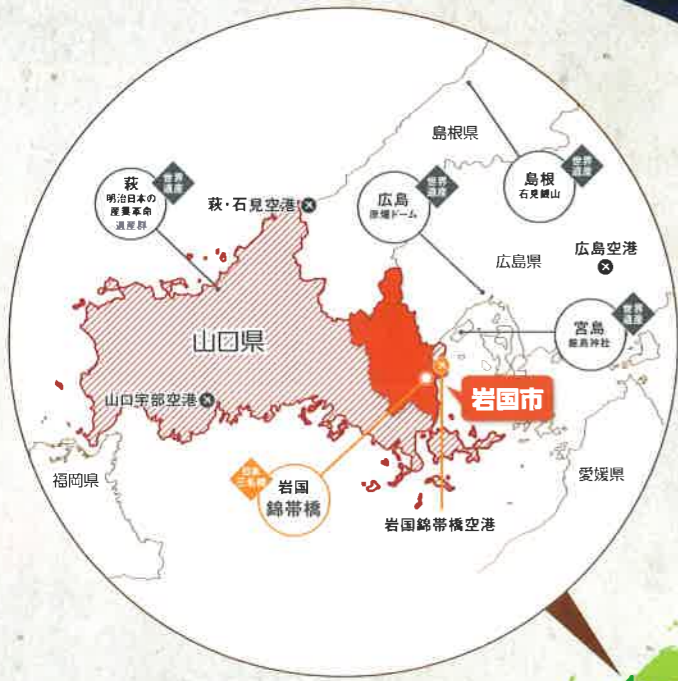 島根県
世界
遺産
萩
明治日本の
産業革命
遺産群
萩・石見空港
世界
遺産
広島
原爆ドーム
世界
遺産
島根
石見銀山
広島県
広島空港
世界
遺産
宮島
厳島神社
山口県
山口宇部空港
岩国市
福岡県
日本
三名橋
岩国
錦帯橋
岩国錦帯橋空港
愛媛県